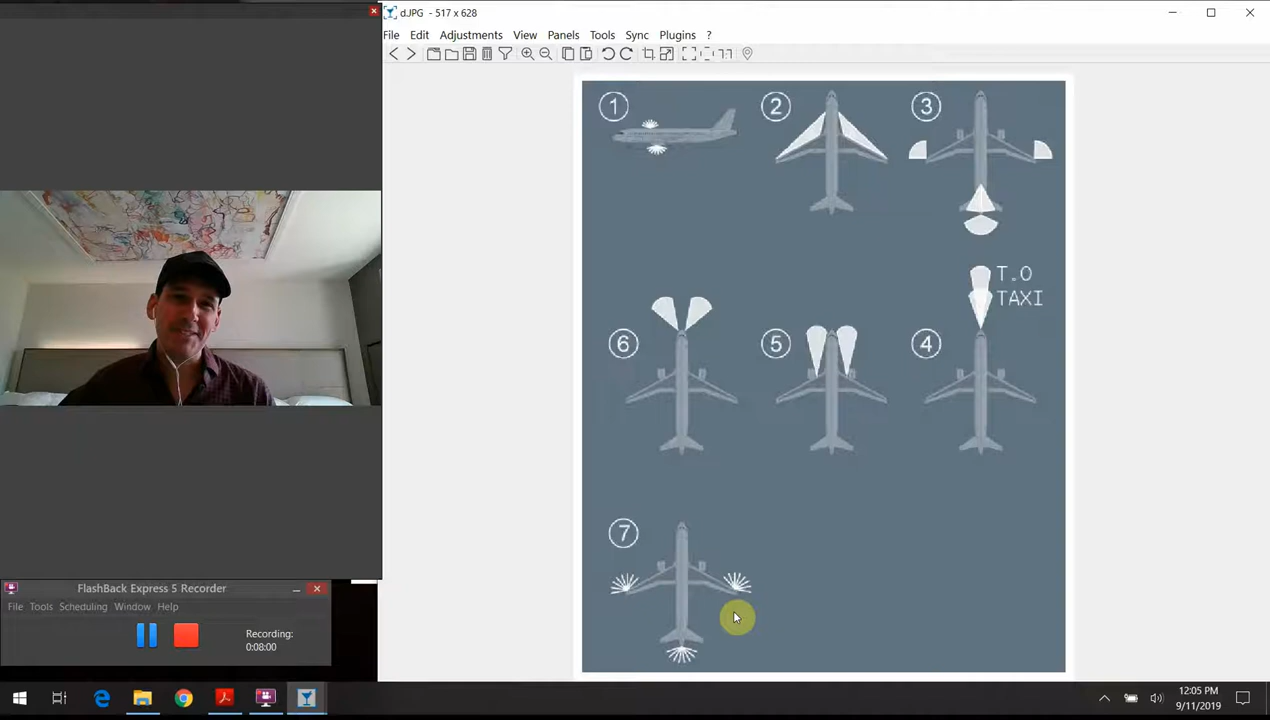 dJPG - 517 x 628
File Edit Adjustments View Panels Tools Sync Plugins ?
1 2 3
T.O
TAXI
6 5 4
7
FlashBack Express 5 Recorder
File Tools Scheduling Window Help
Recording:
0:08:00
12:05 PM
9/11/2019